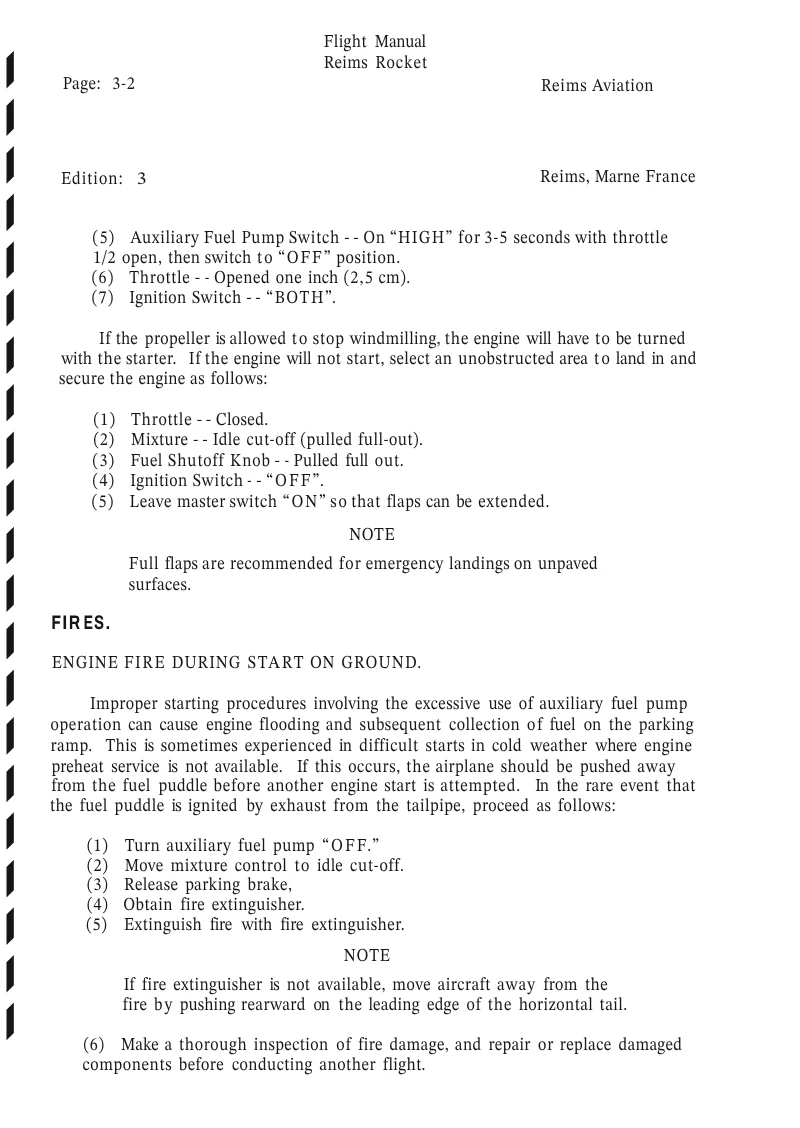 Flight Manual
Reims Rocket
Page: 3-2
Reims Aviation
Edition: 3
Reims, Marne France
(5) Auxiliary Fuel Pump Switch -- On “HIGH” for 3-5 seconds with throttle
1/2 open, then switch to “OFF” position.
(6) Throttle -- Opened one inch (2,5 cm).
(7) Ignition Switch -- “BOTH”.
If the propeller is allowed to stop windmilling, the engine will have to be turned
with the starter. If the engine will not start, select an unobstructed area to land in and
secure the engine as follows:
(1) Throttle -- Closed.
(2) Mixture -- Idle cut-off (pulled full-out).
(3) Fuel Shutoff Knob -- Pulled full out.
(4) Ignition Switch -- “OFF”.
(5) Leave master switch “ON” so that flaps can be extended.
NOTE
Full flaps are recommended for emergency landings on unpaved
surfaces.
FIRES.
ENGINE FIRE DURING START ON GROUND.
Improper starting procedures involving the excessive use of auxiliary fuel pump
operation can cause engine flooding and subsequent collection of fuel on the parking
ramp. This is sometimes experienced in difficult starts in cold weather where engine
preheat service is not available. If this occurs, the airplane should be pushed away
from the fuel puddle before another engine start is attempted. In the rare event that
the fuel puddle is ignited by exhaust from the tailpipe, proceed as follows:
(1) Turn auxiliary fuel pump “OFF.”
(2) Move mixture control to idle cut-off.
(3) Release parking brake,
(4) Obtain fire extinguisher.
(5) Extinguish fire with fire extinguisher.
NOTE
If fire extinguisher is not available, move aircraft away from the
fire by pushing rearward on the leading edge of the horizontal tail.
(6) Make a thorough inspection of fire damage, and repair or replace damaged
components before conducting another flight.